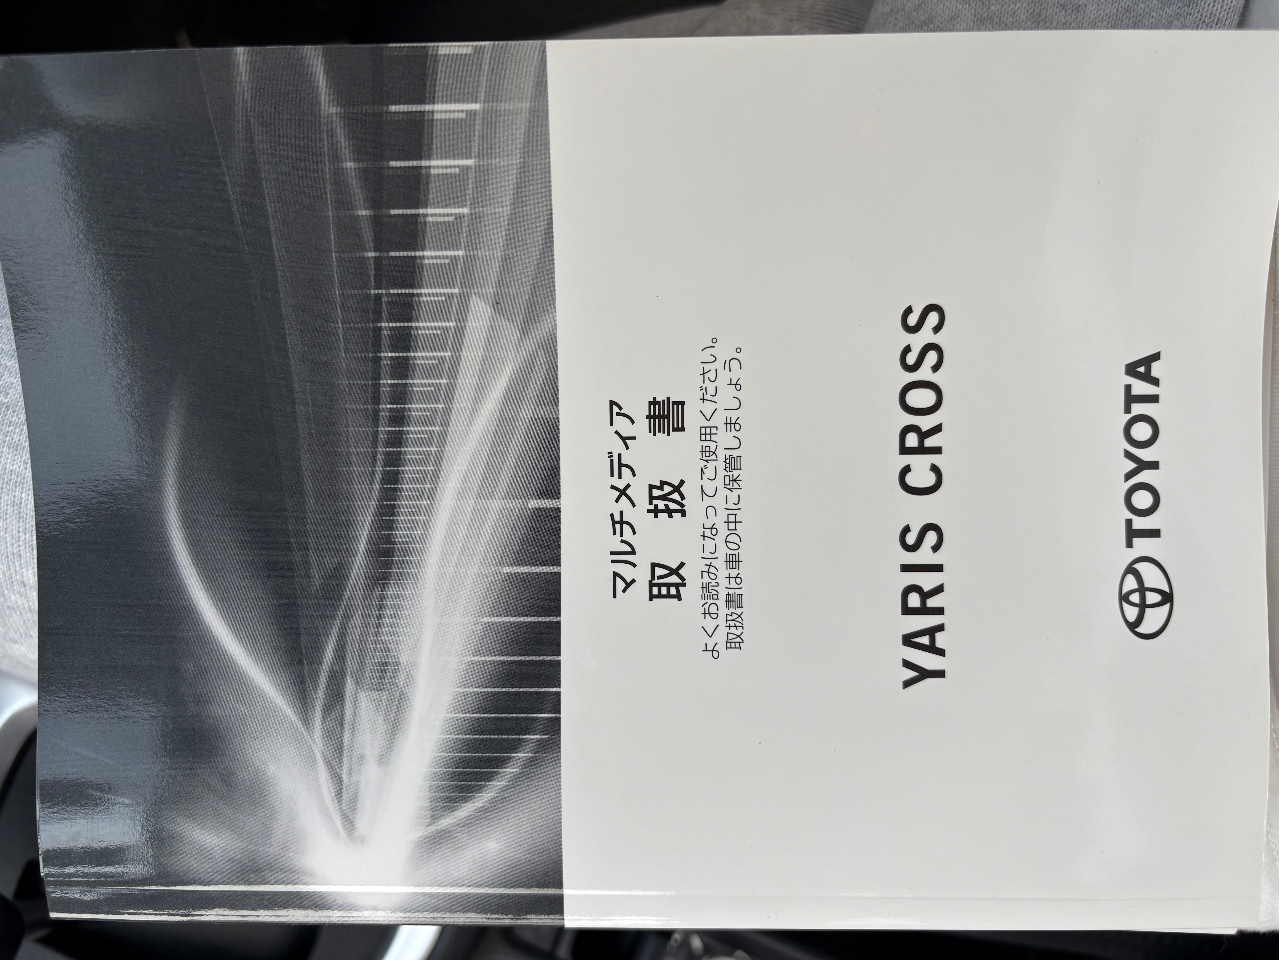 マルチメディア
取扱書
よくお読みになってご使用ください。
取扱書は車の中に保管しましょう。
YARIS CROSS
TOYOTA